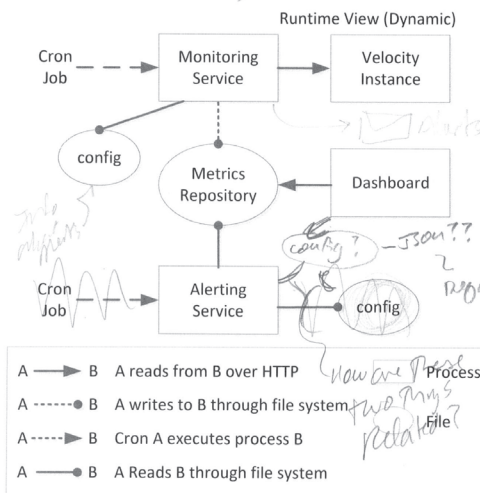 Runtime View (Dynamic)
Cron
Job
Monitoring
Service
Velocity
Instance
config
Metrics
Repository
Dashboard
config?
JSON??
Cron
Job
Alerting
Service
config
How are these
two things
related?
A B A reads from B over HTTP
Process
A B A writes to B through file system
File
A B Cron A executes process B
A B A Reads B through file system